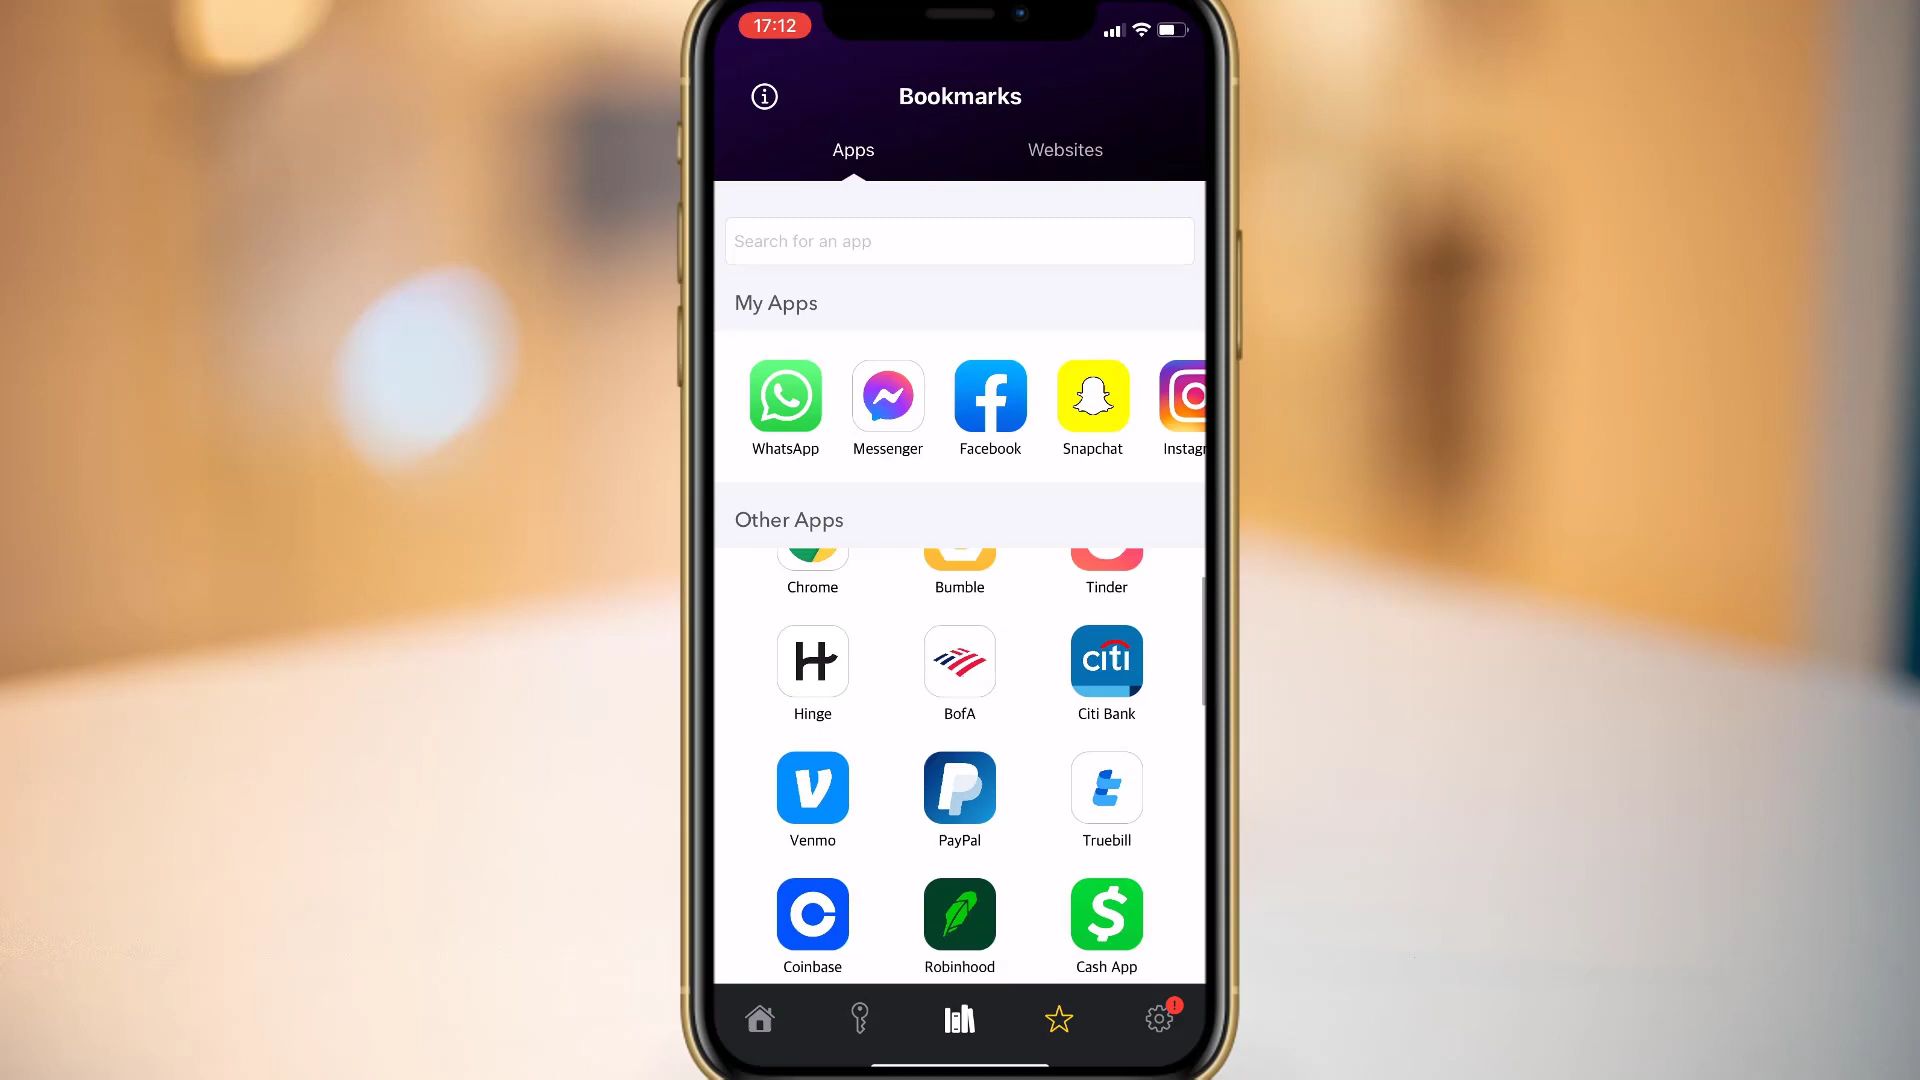 17:12
Bookmarks
Apps Websites
Search for an app
My Apps
WhatsApp Messenger Facebook Snapchat Instagr
Other Apps
Chrome Bumble Tinder
citi
Hinge BofA Citi Bank
Venmo PayPal Truebill
Coinbase Robinhood Cash App